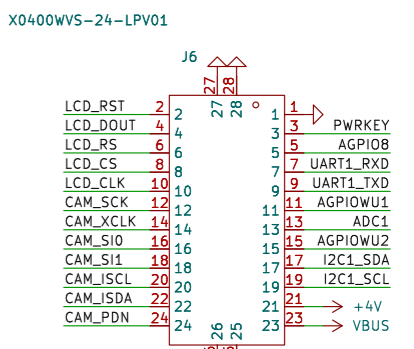 X0400WVS-24-LPV01
J6
27 28
27 28
LCD_RST 2 2 1 1
LCD_DOUT 4 4 3 3 PWRKEY
LCD_RS 6 6 5 5 AGPIO8
LCD_CS 8 8 7 7 UART1_RXD
LCD_CLK 10 10 9 9 UART1_TXD
CAM_SCK 12 12 11 11 AGPIOWU1
CAM_XCLK 14 14 13 13 ADC1
CAM_SI0 16 16 15 15 AGPIOWU2
CAM_SI1 18 18 17 17 I2C1_SDA
CAM_ISCL 20 20 19 19 I2C1_SCL
CAM_ISDA 22 22 21 21 +4V
CAM_PDN 24 24 23 23 VBUS
26 25